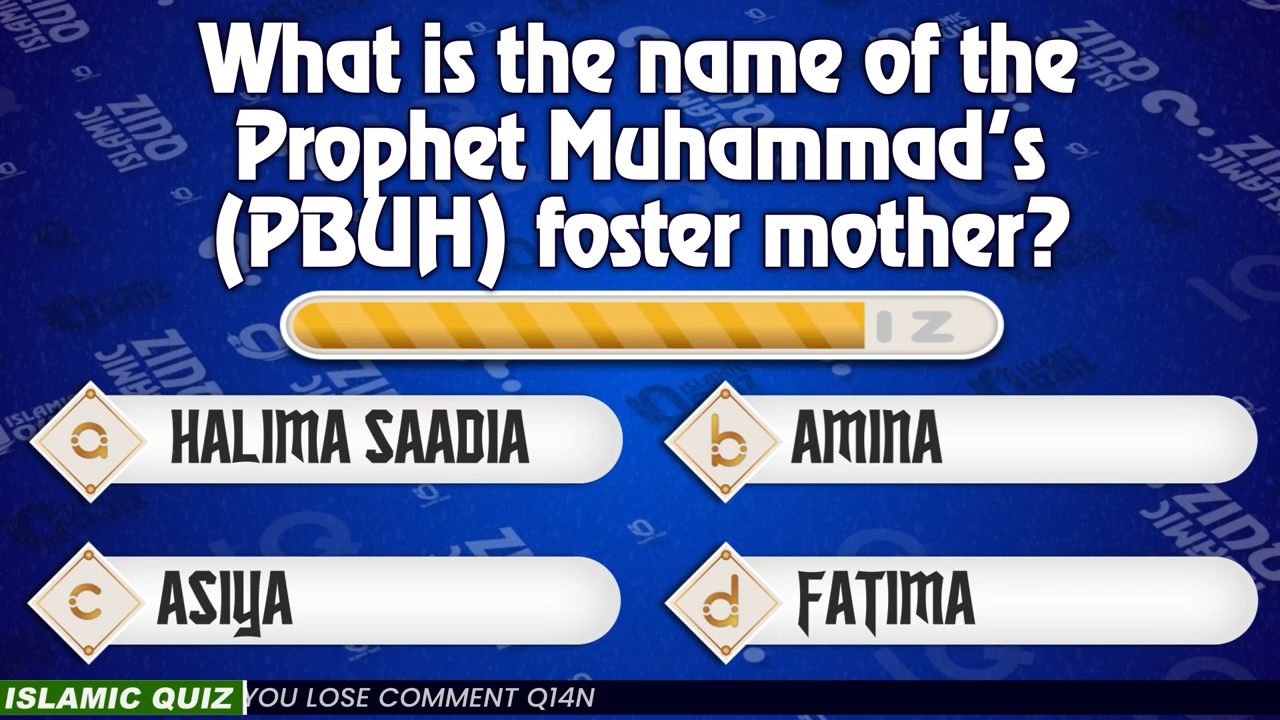 What is the name of the
Prophet Muhammad's
(PBUH) foster mother?
I Z
a HALIMA SAADIA
b AMINA
c ASIYA
d FATIMA
ISLAMIC QUIZ YOU LOSE COMMENT Q14N